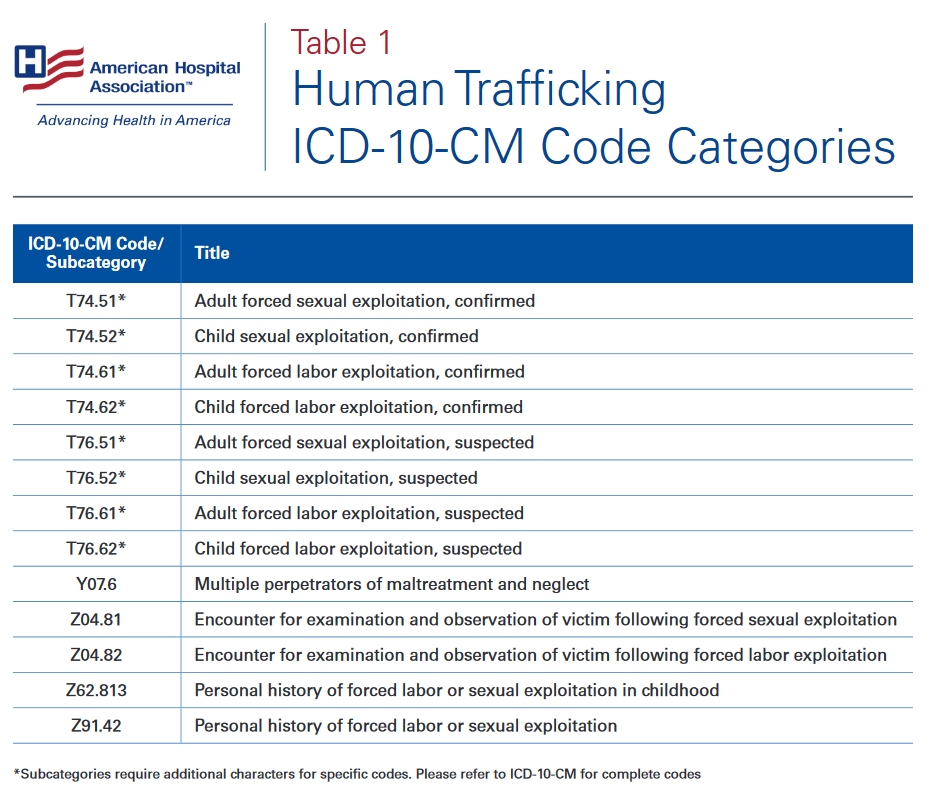 H
American Hospital
Association™
Advancing Health in America
Table 1
Human Trafficking
ICD-10-CM Code Categories
ICD-10-CM Code/
Subcategory
Title
T74.51* Adult forced sexual exploitation, confirmed
T74.52* Child sexual exploitation, confirmed
T74.61* Adult forced labor exploitation, confirmed
T74.62* Child forced labor exploitation, confirmed
T76.51* Adult forced sexual exploitation, suspected
T76.52* Child sexual exploitation, suspected
T76.61* Adult forced labor exploitation, suspected
T76.62* Child forced labor exploitation, suspected
Y07.6 Multiple perpetrators of maltreatment and neglect
Z04.81 Encounter for examination and observation of victim following forced sexual exploitation
Z04.82 Encounter for examination and observation of victim following forced labor exploitation
Z62.813 Personal history of forced labor or sexual exploitation in childhood
Z91.42 Personal history of forced labor or sexual exploitation
*Subcategories require additional characters for specific codes. Please refer to ICD-10-CM for complete codes